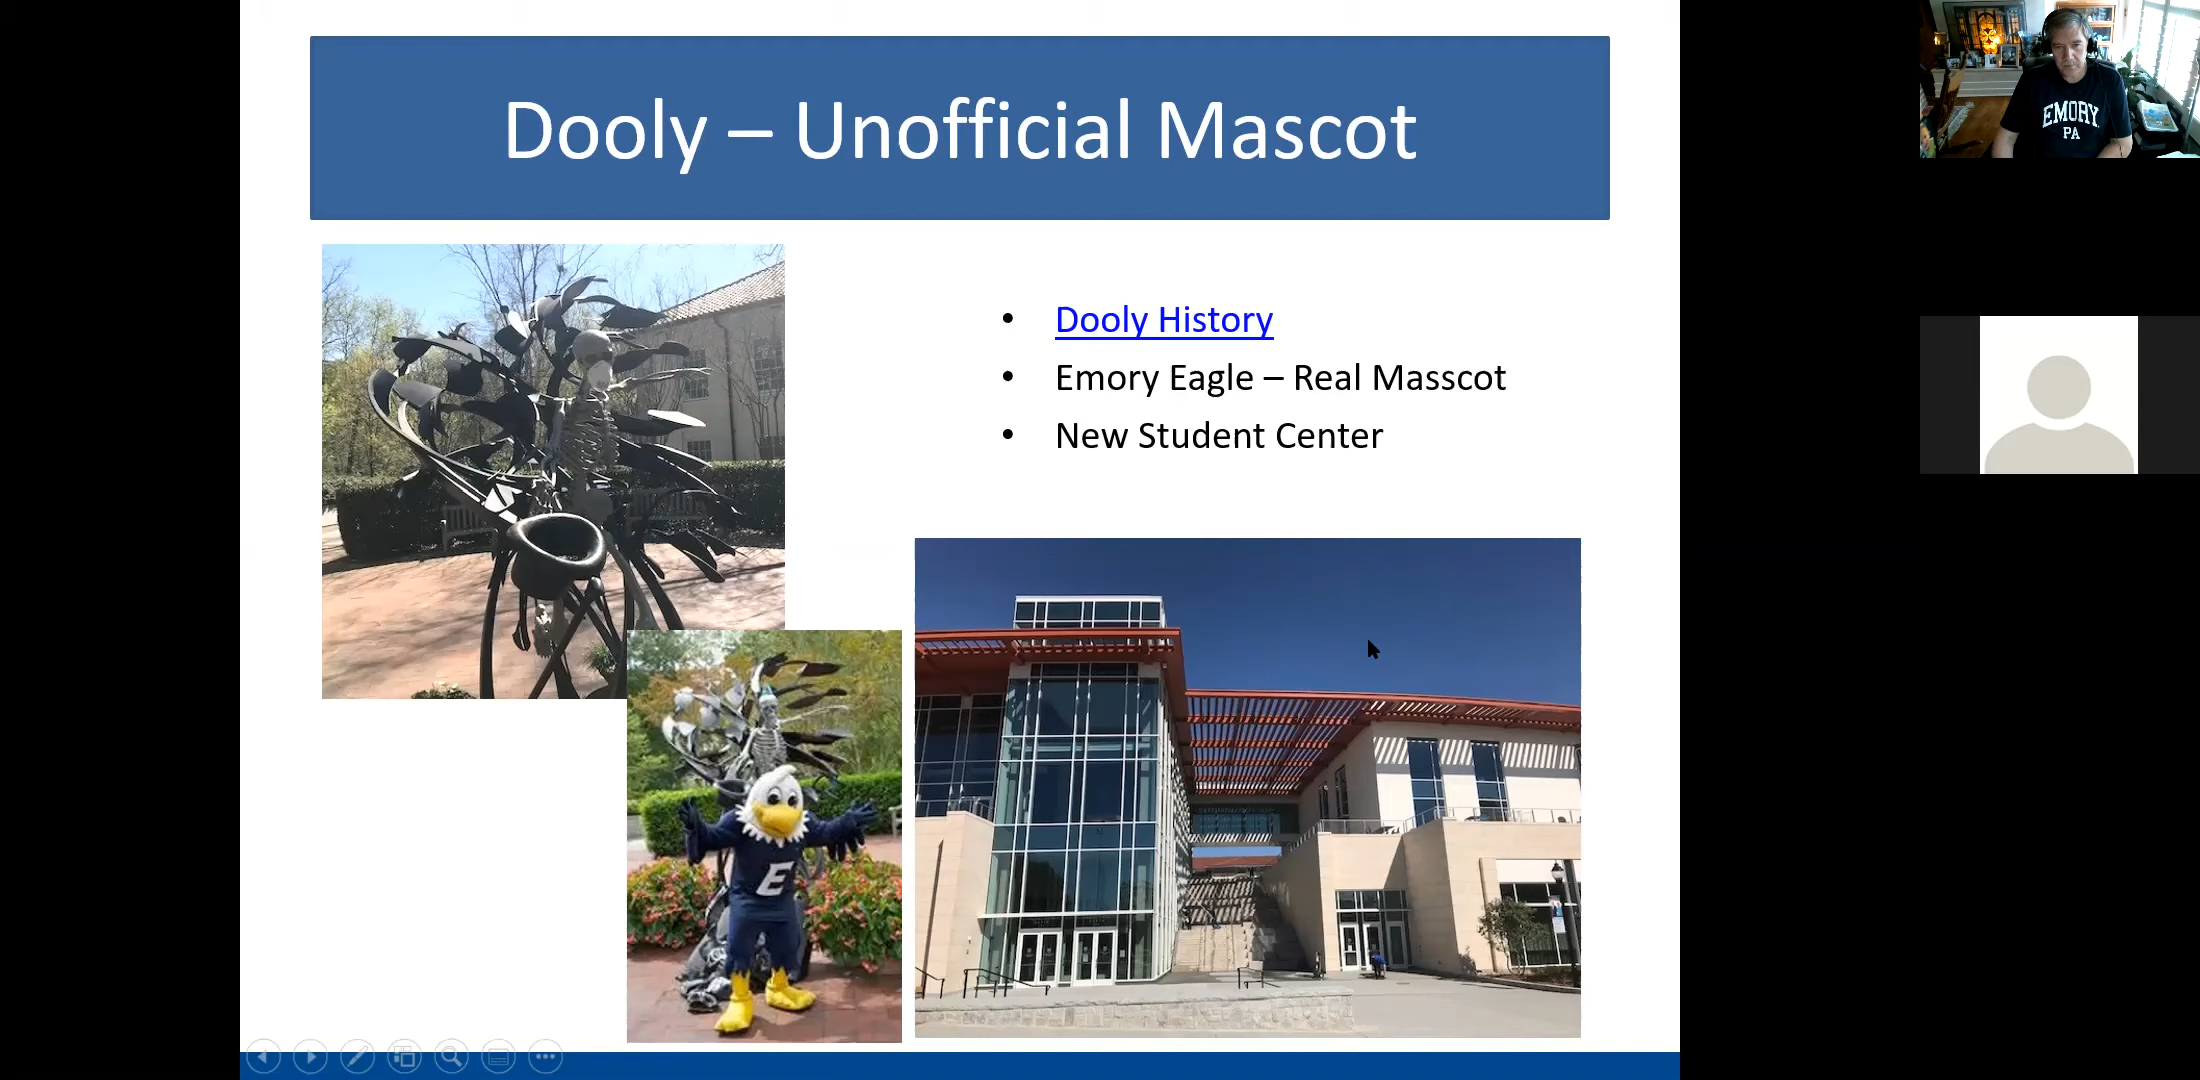 Dooly – Unofficial Mascot
EMORY
PA
Dooly History
Emory Eagle – Real Masscot
New Student Center
E